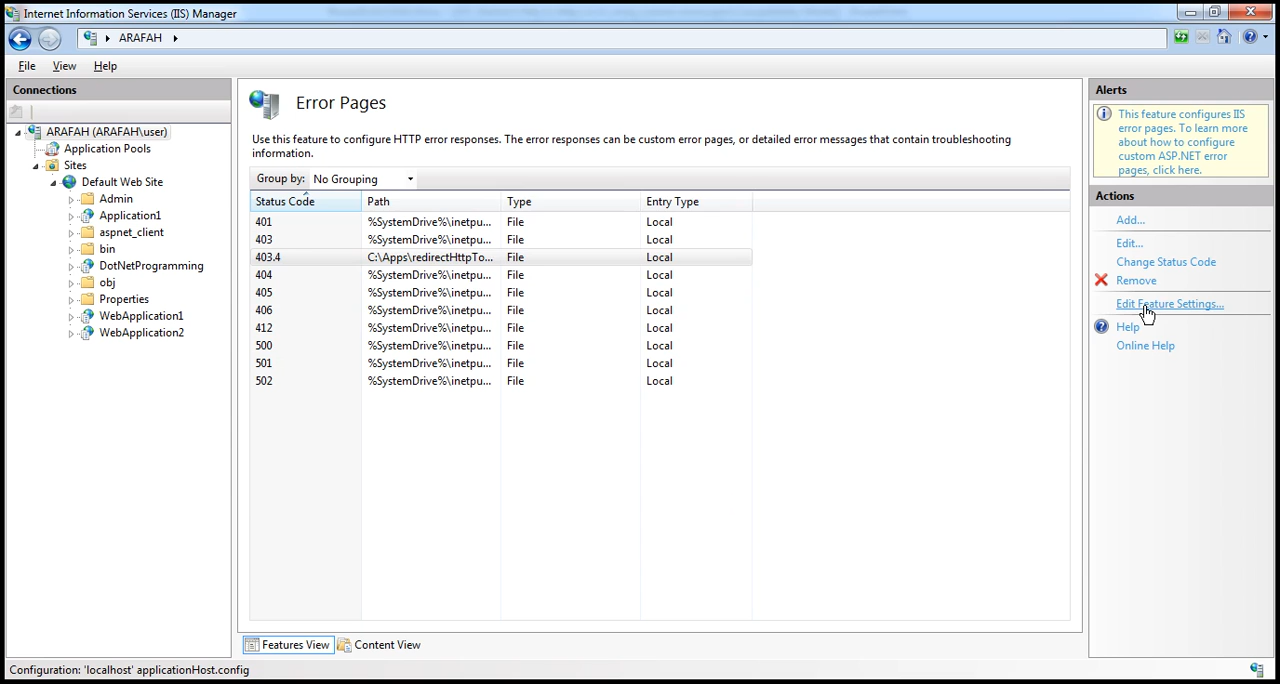 Internet Information Services (IIS) Manager
ARAFAH
File View Help
Connections
ARAFAH (ARAFAH\user)
Application Pools
Sites
Default Web Site
Admin
Application1
aspnet_client
bin
DotNetProgramming
obj
Properties
WebApplication1
WebApplication2
Error Pages
Use this feature to configure HTTP error responses. The error responses can be custom error pages, or detailed error messages that contain troubleshooting
information.
Group by: No Grouping
Status Code Path Type Entry Type
401 %SystemDrive%\inetpu... File Local
403 %SystemDrive%\inetpu... File Local
403.4 C:\Apps\redirectHttpTo... File Local
404 %SystemDrive%\inetpu... File Local
405 %SystemDrive%\inetpu... File Local
406 %SystemDrive%\inetpu... File Local
412 %SystemDrive%\inetpu... File Local
500 %SystemDrive%\inetpu... File Local
501 %SystemDrive%\inetpu... File Local
502 %SystemDrive%\inetpu... File Local
Features View Content View
Alerts
This feature configures IIS
error pages. To learn more
about how to configure
custom ASP.NET error
pages, click here.
Actions
Add...
Edit...
Change Status Code
Remove
Edit Feature Settings...
Help
Online Help
Configuration: 'localhost' applicationHost.config